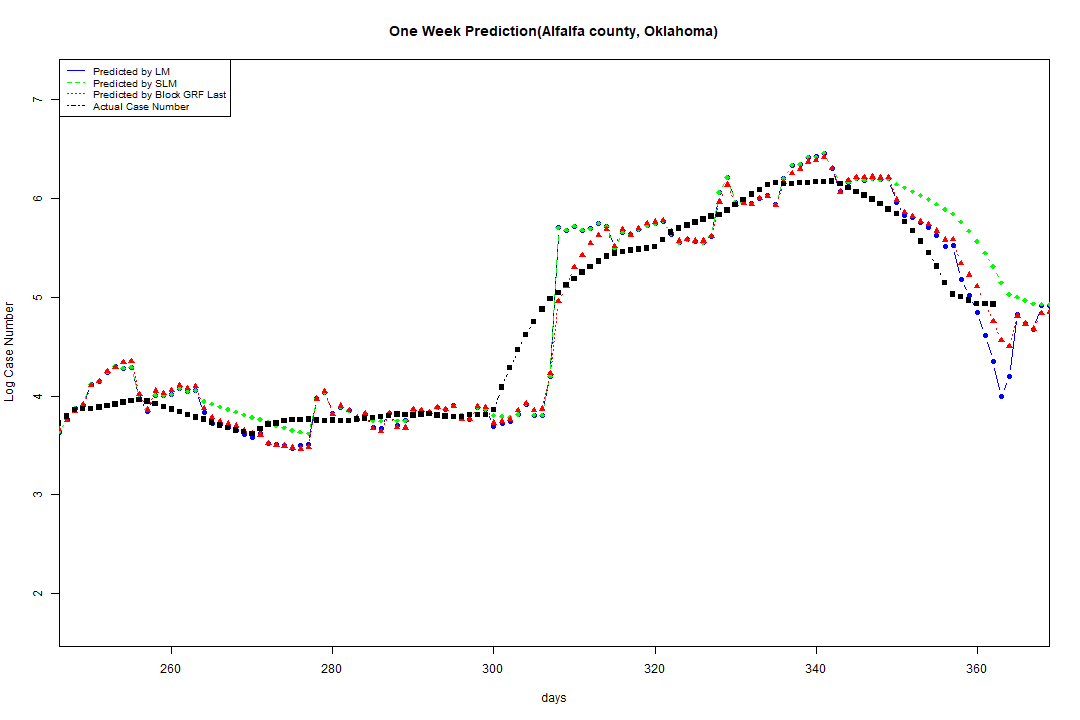 One Week Prediction(Alfalfa county, Oklahoma)
Predicted by LM
Predicted by SLM
Predicted by Block GRF Last
Actual Case Number
7
6
5
4
3
2
Log Case Number
260 280 300 320 340 360
days